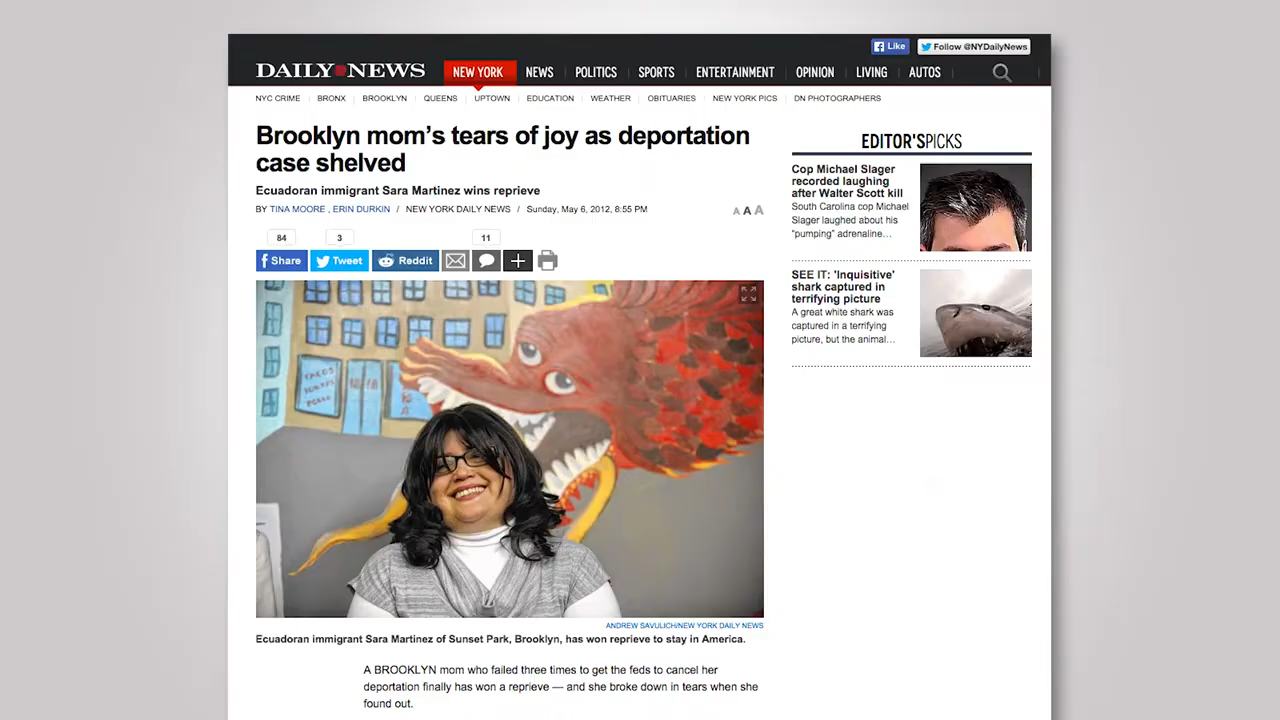 Like
Follow @NYDailyNews
DAILY NEWS
NEW YORK NEWS POLITICS SPORTS ENTERTAINMENT OPINION LIVING AUTOS
NYC CRIME BRONX BROOKLYN QUEENS UPTOWN EDUCATION WEATHER OBITUARIES NEW YORK PICS DN PHOTOGRAPHERS
Brooklyn mom's tears of joy as deportation
case shelved
Ecuadoran immigrant Sara Martinez wins reprieve
BY TINA MOORE , ERIN DURKIN / NEW YORK DAILY NEWS / Sunday, May 6, 2012, 8:55 PM
A A A
84 3 11
Share Tweet Reddit
TACOS
ANDREW SAVULICH/NEW YORK DAILY NEWS
Ecuadoran immigrant Sara Martinez of Sunset Park, Brooklyn, has won reprieve to stay in America.
A BROOKLYN mom who failed three times to get the feds to cancel her
deportation finally has won a reprieve — and she broke down in tears when she
found out.
EDITOR'S PICKS
Cop Michael Slager
recorded laughing
after Walter Scott kill
South Carolina cop Michael
Slager laughed about his
"pumping" adrenaline…
SEE IT: 'Inquisitive'
shark captured in
terrifying picture
A great white shark was
captured in a terrifying
picture, but the animal…